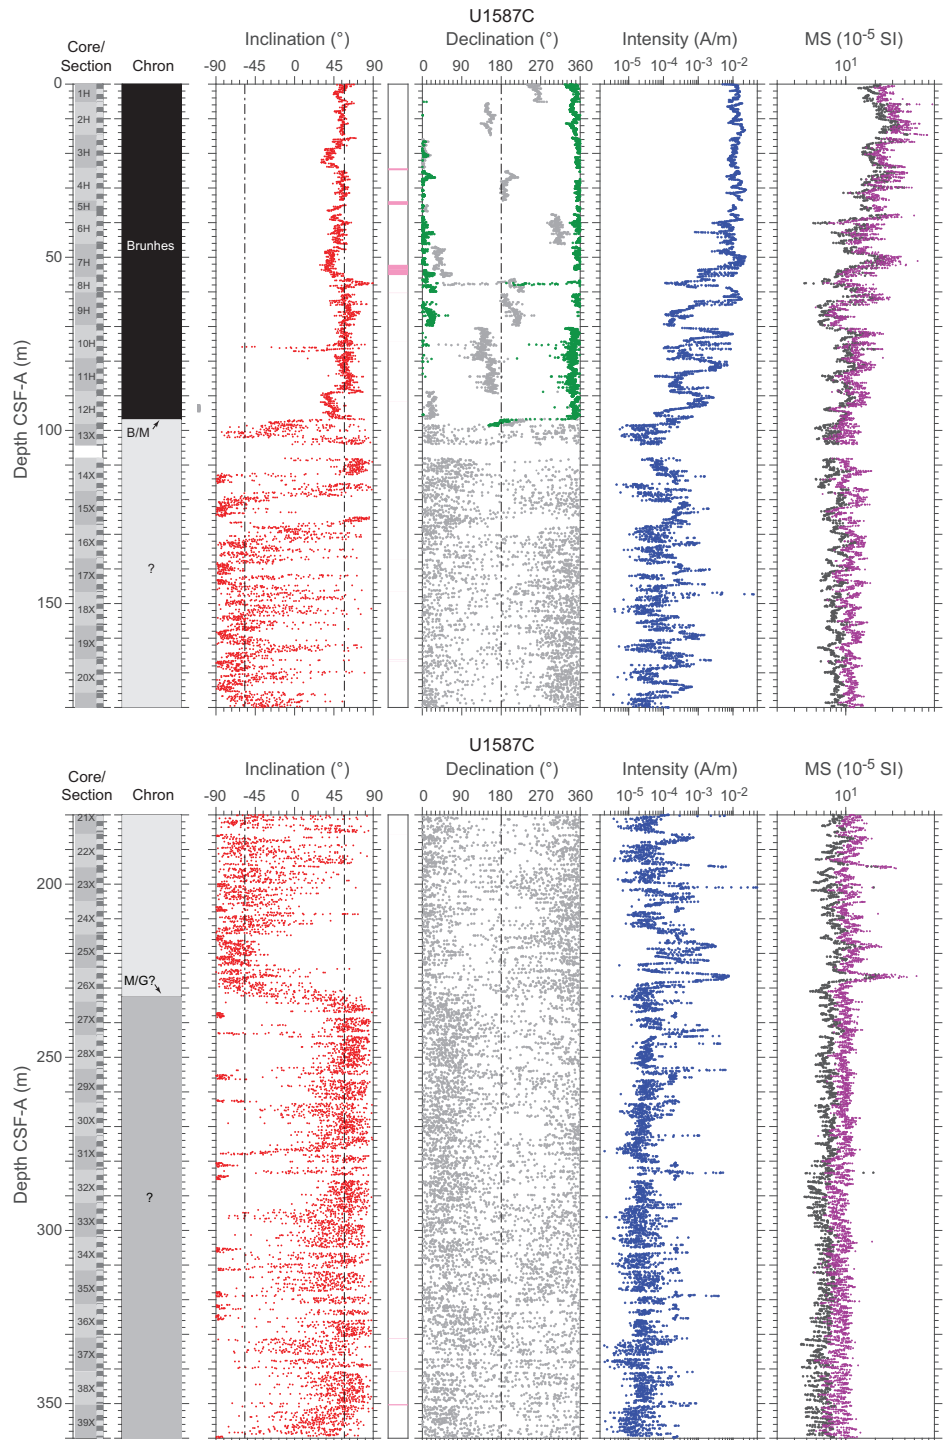 U1587C
Core/ Section
Chron
Inclination (°)
Declination (°)
Intensity (A/m)
MS (10-5 SI)
-90 -45 0 45 90
0 90 180 270 360
10-5 10-4 10-3 10-2
101
0
1H
2H
3H
4H
5H
6H
Brunhes
50
7H
8H
9H
10H
11H
12H
100
13X
B/M
14X
15X
16X
17X
?
150
18X
19X
20X
Depth CSF-A (m)
U1587C
Core/ Section
Chron
Inclination (°)
Declination (°)
Intensity (A/m)
MS (10-5 SI)
-90 -45 0 45 90
0 90 180 270 360
10-5 10-4 10-3 10-2
101
21X
22X
200
23X
24X
25X
26X
M/G?
27X
250
28X
29X
30X
31X
32X
?
300
33X
34X
35X
36X
37X
38X
350
39X
Depth CSF-A (m)